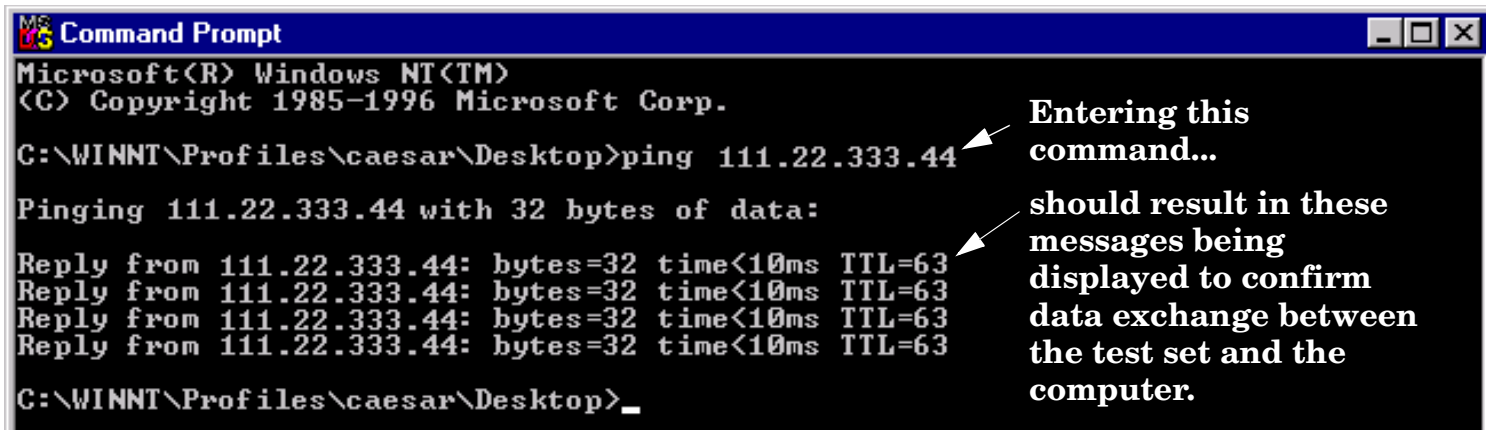 Command Prompt
Microsoft(R) Windows NT(TM)
(C) Copyright 1985-1996 Microsoft Corp.
C:\WINNT\Profiles\caesar\Desktop>ping 111.22.333.44
Pinging 111.22.333.44 with 32 bytes of data:
Reply from 111.22.333.44: bytes=32 time<10ms TTL=63
Reply from 111.22.333.44: bytes=32 time<10ms TTL=63
Reply from 111.22.333.44: bytes=32 time<10ms TTL=63
Reply from 111.22.333.44: bytes=32 time<10ms TTL=63
C:\WINNT\Profiles\caesar\Desktop>_
Entering this
command...
should result in these
messages being
displayed to confirm
data exchange between
the test set and the
computer.